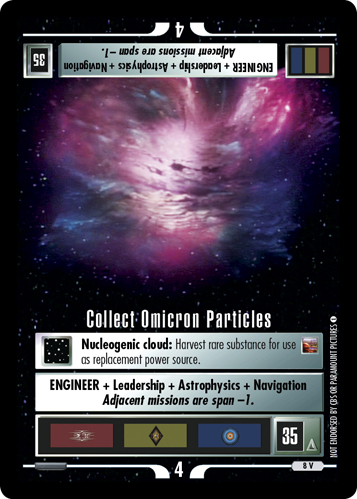 4
ENGINEER + Leadership + Astrophysics + Navigation
Adjacent missions are span –1.
35
Collect Omicron Particles
Nucleogenic cloud: Harvest rare substance for use
as replacement power source.
ENGINEER + Leadership + Astrophysics + Navigation
Adjacent missions are span –1.
35
4
8 V
NOT ENDORSED BY CBS OR PARAMOUNT PICTURES